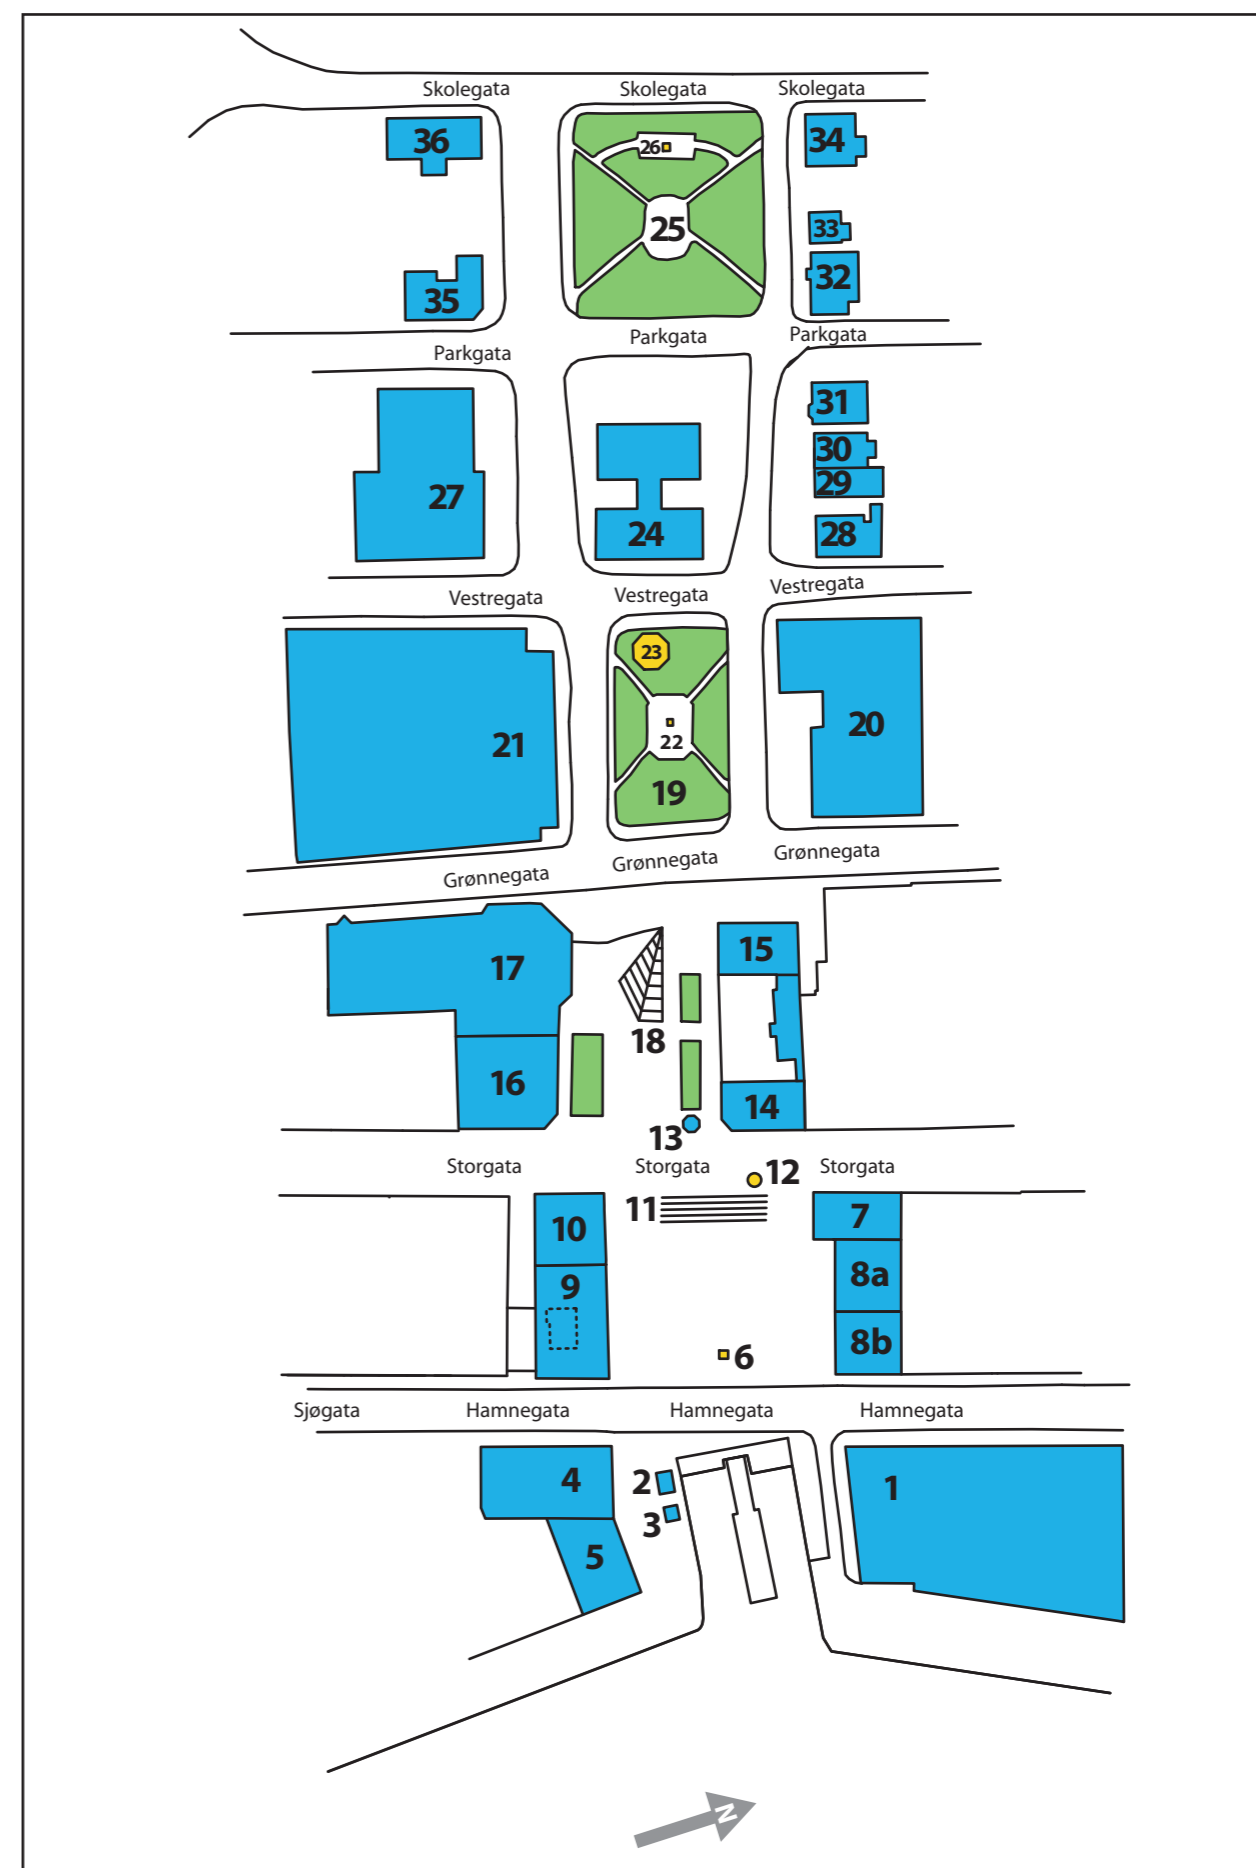 Skolegata Skolegata Skolegata
36 26 34
25 33
32
35
Parkgata Parkgata Parkgata
31
30
27 29
24 28
Vestregata Vestregata Vestregata
23
21 22 20
19
Grønnegata Grønnegata Grønnegata
17 15
18
16 14
13
Storgata Storgata Storgata
12
11 7
10
9 8a
8b
6
Sjøgata Hamnegata Hamnegata Hamnegata
4 2 1
3
5
N